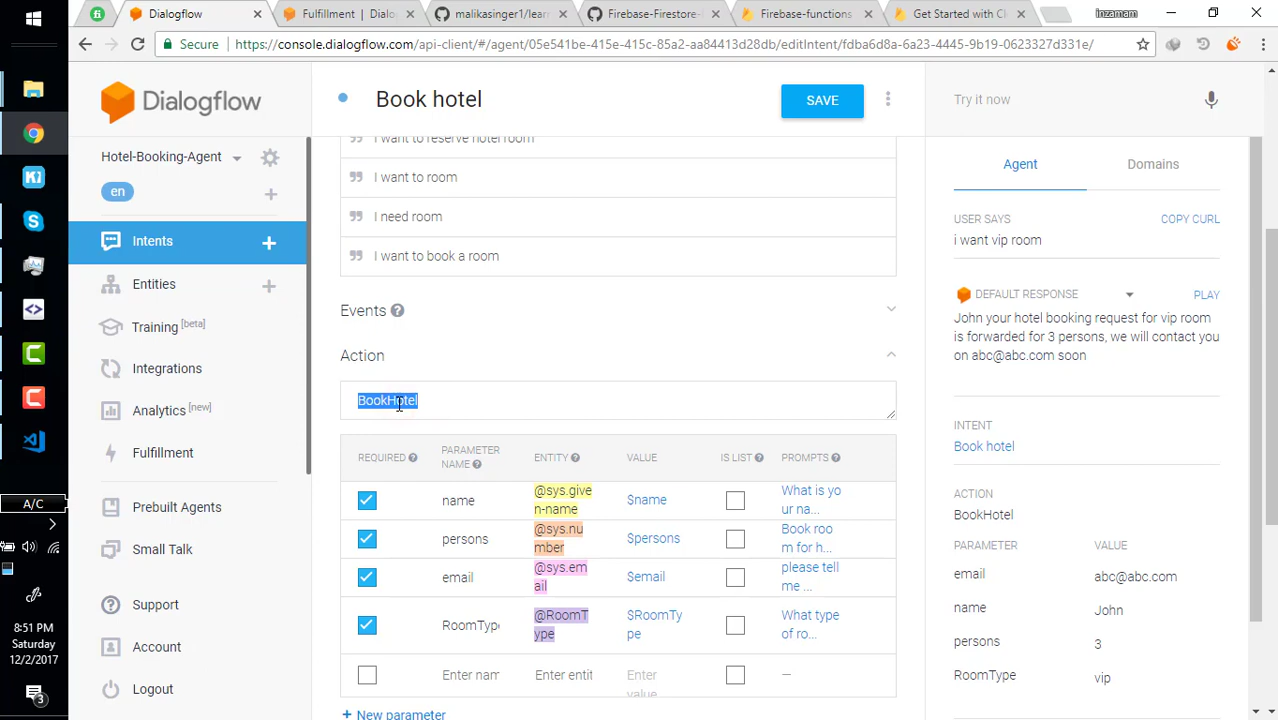 Dialogflow
Fulfillment | Dialo
malikasinger1/lear
Firebase-Firestore-
Firebase-functions
Get Started with Cl
inzamam
Secure
https://console.dialogflow.com/api-client/#/agent/05e541be-415e-415c-85a2-aa84413d28db/editIntent/fdba6d8a-6a23-4445-9b19-0623327d331e/
Dialogflow
Book hotel
SAVE
Try it now
Hotel-Booking-Agent
en
Intents
Entities
Training [beta]
Integrations
Analytics [new]
Fulfillment
Prebuilt Agents
Small Talk
Support
Account
Logout
I want to reserve hotel room
I want to room
I need room
I want to book a room
Events
Action
BookHotel
REQUIRED PARAMETER NAME ENTITY VALUE IS LIST PROMPTS
name @sys.given-name $name What is your na...
persons @sys.number $persons Book room for h...
email @sys.email $email please tell me ...
RoomType @RoomType $RoomType What type of ro...
Enter nam Enter entit Enter value —
+ New parameter
Agent
Domains
USER SAYS
COPY CURL
i want vip room
DEFAULT RESPONSE
PLAY
John your hotel booking request for vip room
is forwarded for 3 persons, we will contact you
on abc@abc.com soon
INTENT
Book hotel
ACTION
BookHotel
PARAMETER VALUE
email abc@abc.com
name John
persons 3
RoomType vip
A/C
8:51 PM
Saturday
12/2/2017
3